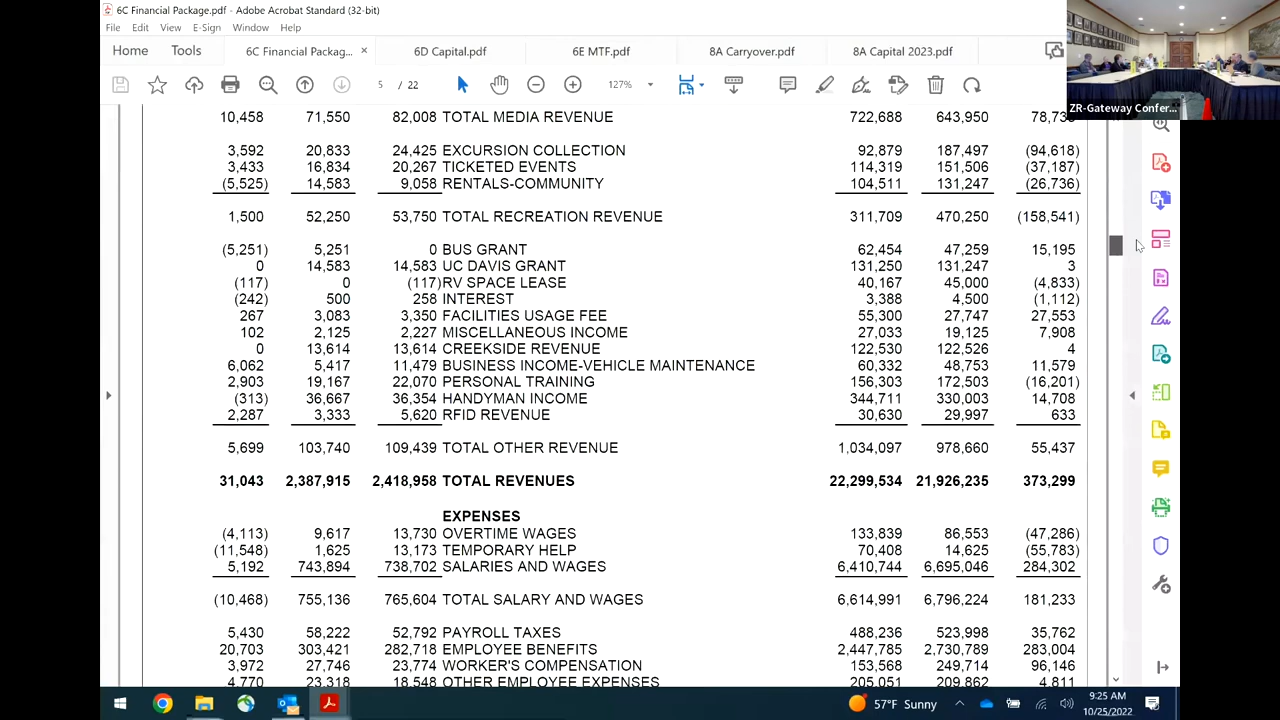 6C Financial Package.pdf - Adobe Acrobat Standard (32-bit)
File Edit View E-Sign Window Help
Home Tools 6C Financial Packag... × 6D Capital.pdf 6E MTF.pdf 8A Carryover.pdf 8A Capital 2023.pdf
5 / 22 127%
ZR-Gateway Confer...
10,458 71,550 82,008 TOTAL MEDIA REVENUE 722,688 643,950
3,592 20,833 24,425 EXCURSION COLLECTION 92,879 187,497 (94,618)
3,433 16,834 20,267 TICKETED EVENTS 114,319 151,506 (37,187)
(5,525) 14,583 9,058 RENTALS-COMMUNITY 104,511 131,247 (26,736)
1,500 52,250 53,750 TOTAL RECREATION REVENUE 311,709 470,250 (158,541)
(5,251) 5,251 0 BUS GRANT 62,454 47,259 15,195
0 14,583 14,583 UC DAVIS GRANT 131,250 131,247 3
(117) 0 (117) RV SPACE LEASE 40,167 45,000 (4,833)
(242) 500 258 INTEREST 3,388 4,500 (1,112)
267 3,083 3,350 FACILITIES USAGE FEE 55,300 27,747 27,553
102 2,125 2,227 MISCELLANEOUS INCOME 27,033 19,125 7,908
0 13,614 13,614 CREEKSIDE REVENUE 122,530 122,526 4
6,062 5,417 11,479 BUSINESS INCOME-VEHICLE MAINTENANCE 60,332 48,753 11,579
2,903 19,167 22,070 PERSONAL TRAINING 156,303 172,503 (16,201)
(313) 36,667 36,354 HANDYMAN INCOME 344,711 330,003 14,708
2,287 3,333 5,620 RFID REVENUE 30,630 29,997 633
5,699 103,740 109,439 TOTAL OTHER REVENUE 1,034,097 978,660 55,437
31,043 2,387,915 2,418,958 TOTAL REVENUES 22,299,534 21,926,235 373,299
EXPENSES
(4,113) 9,617 13,730 OVERTIME WAGES 133,839 86,553 (47,286)
(11,548) 1,625 13,173 TEMPORARY HELP 70,408 14,625 (55,783)
5,192 743,894 738,702 SALARIES AND WAGES 6,410,744 6,695,046 284,302
(10,468) 755,136 765,604 TOTAL SALARY AND WAGES 6,614,991 6,796,224 181,233
5,430 58,222 52,792 PAYROLL TAXES 488,236 523,998 35,762
20,703 303,421 282,718 EMPLOYEE BENEFITS 2,447,785 2,730,789 283,004
3,972 27,746 23,774 WORKER'S COMPENSATION 153,568 249,714 96,146
4,770 23,318 18,548 OTHER EMPLOYEE EXPENSES 205,051 209,862 4,811
57°F Sunny
9:25 AM
10/25/2022